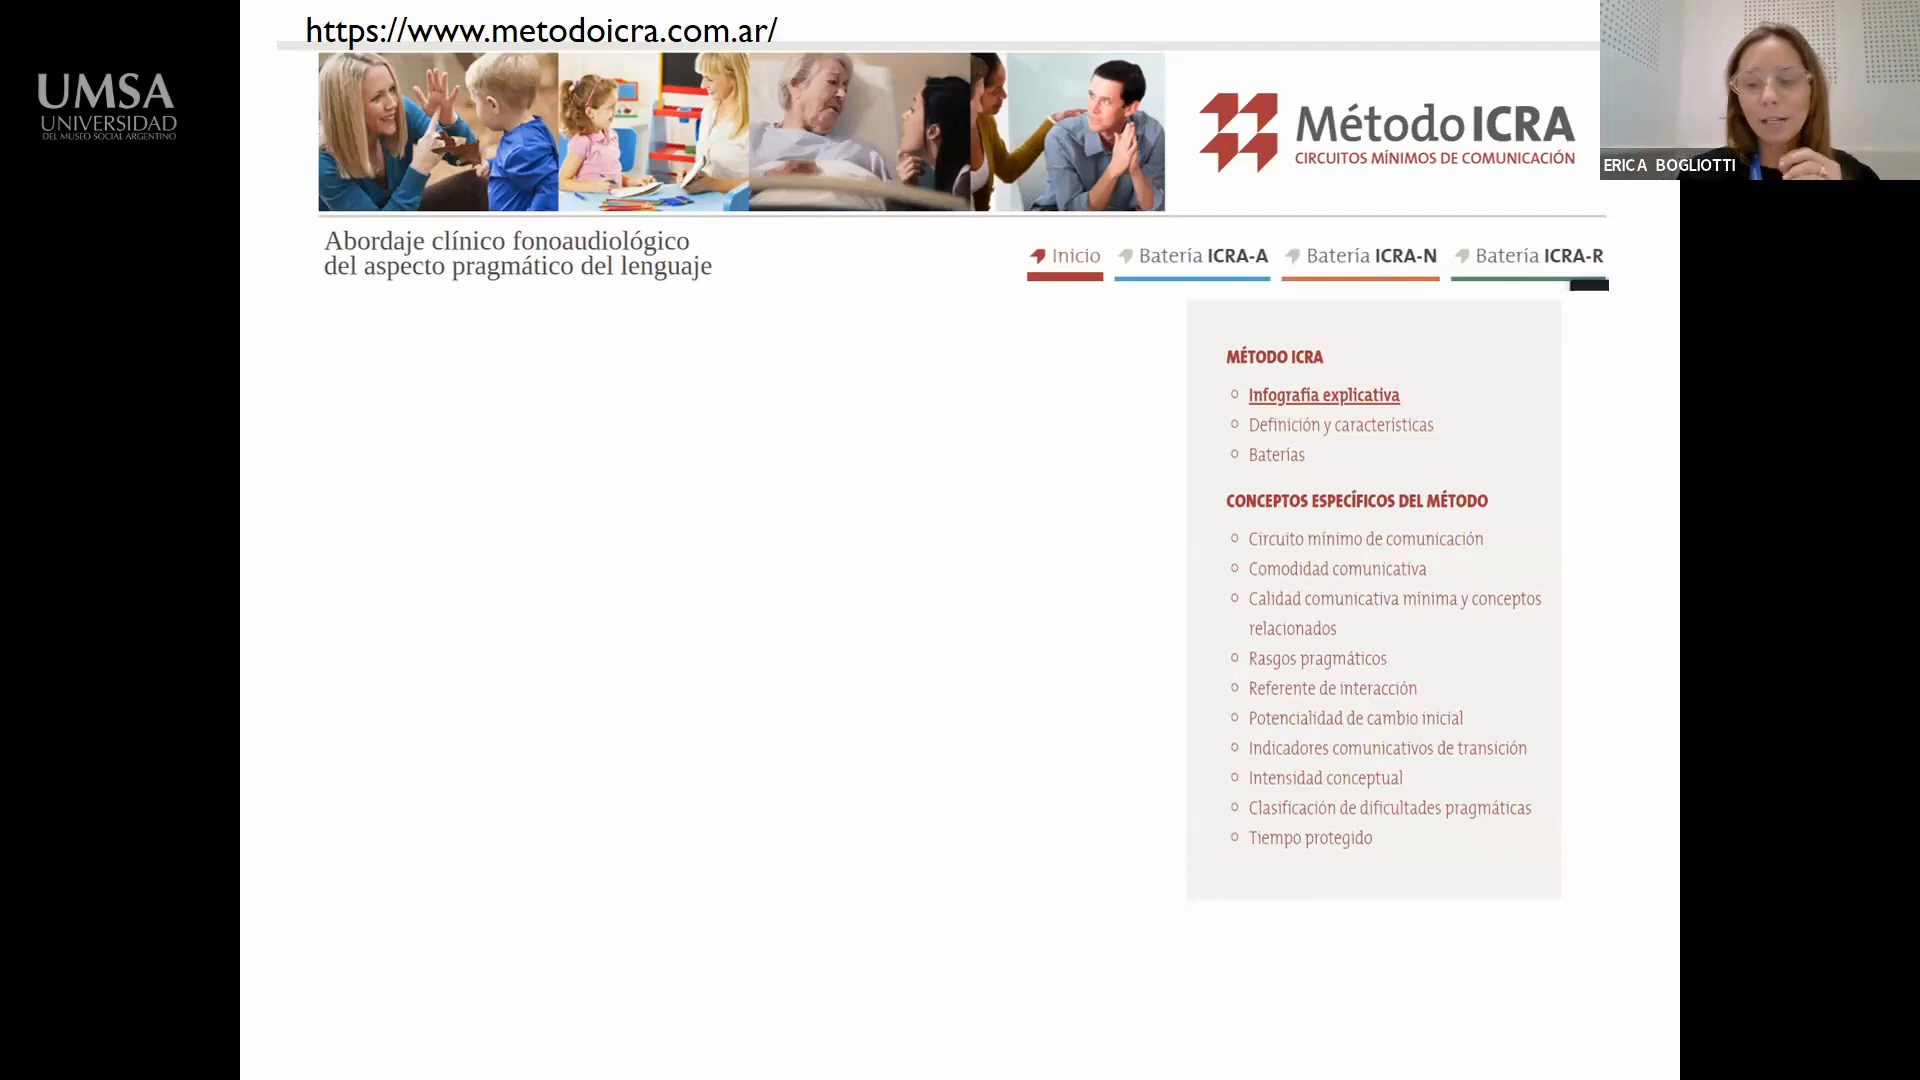 https://www.metodoicra.com.ar/
UMSA
UNIVERSIDAD
DEL MUSEO SOCIAL ARGENTINO
Método ICRA
CIRCUITOS MÍNIMOS DE COMUNICACIÓN
ERICA BOGLIOTTI
Abordaje clínico fonoaudiológico
del aspecto pragmático del lenguaje
Inicio
Batería ICRA-A
Batería ICRA-N
Batería ICRA-R
MÉTODO ICRA
Infografía explicativa
Definición y características
Baterías
CONCEPTOS ESPECÍFICOS DEL MÉTODO
Circuito mínimo de comunicación
Comodidad comunicativa
Calidad comunicativa mínima y conceptos
relacionados
Rasgos pragmáticos
Referente de interacción
Potencialidad de cambio inicial
Indicadores comunicativos de transición
Intensidad conceptual
Clasificación de dificultades pragmáticas
Tiempo protegido